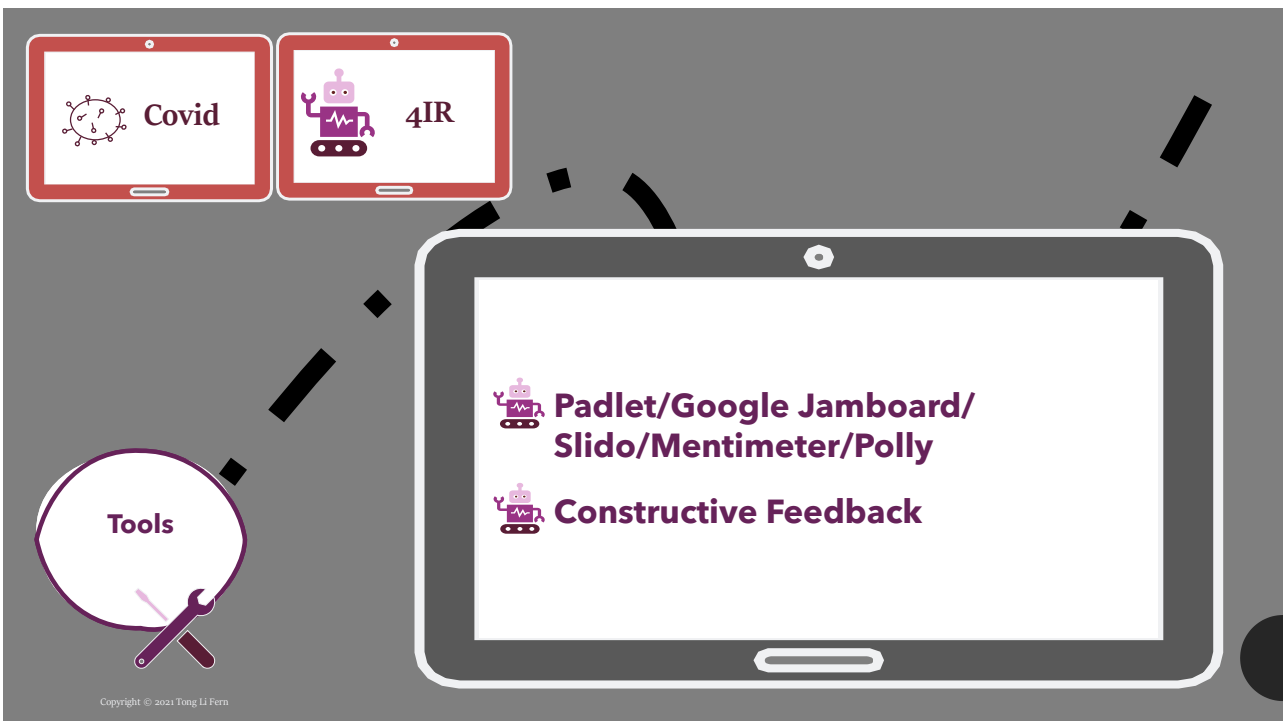 Covid
4IR
Padlet/Google Jamboard/
Slido/Mentimeter/Polly
Constructive Feedback
Tools
Copyright © 2021 Tong Li Fern